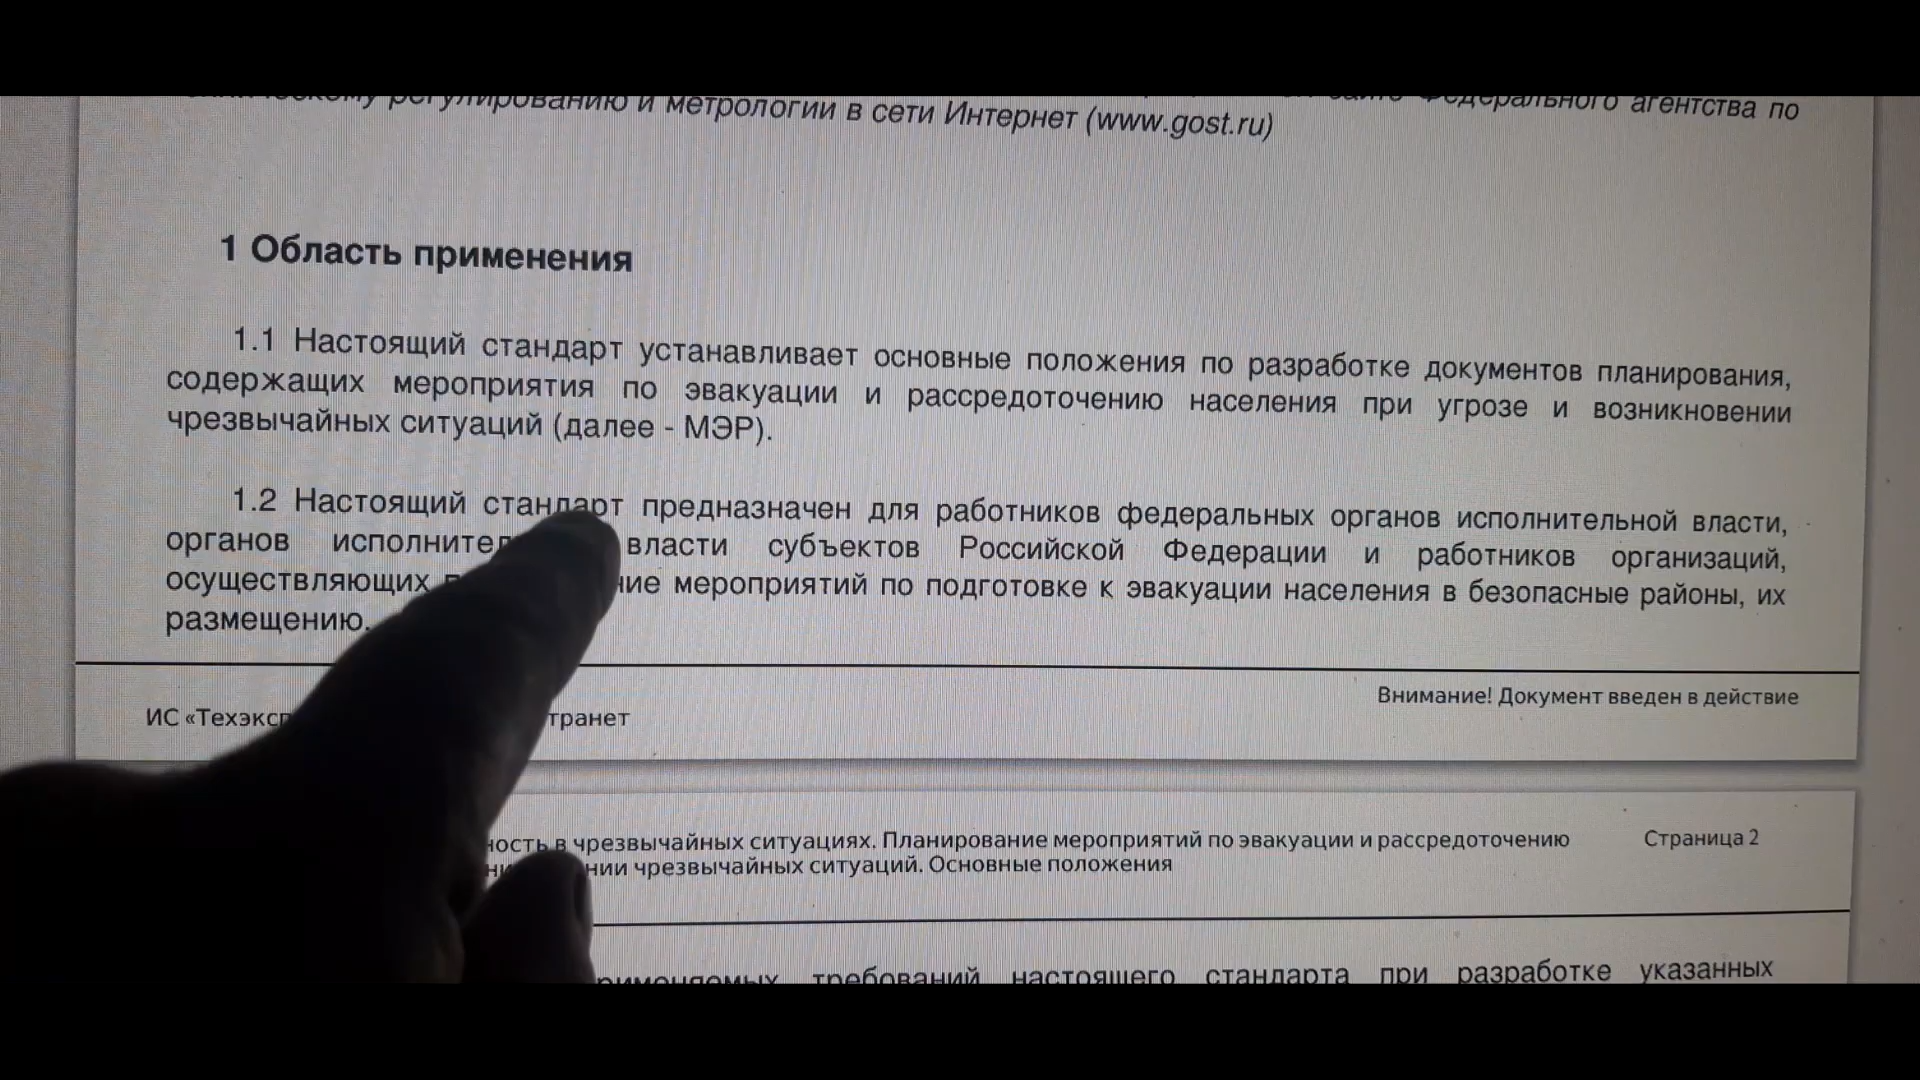 регулированию и метрологии в сети Интернет (www.gost.ru) Федерального агентства по
1 Область применения
1.1 Настоящий стандарт устанавливает основные положения по разработке документов планирования,
содержащих мероприятия по эвакуации и рассредоточению населения при угрозе и возникновении
чрезвычайных ситуаций (далее - МЭР).
1.2 Настоящий стандарт предназначен для работников федеральных органов исполнительной власти,
органов власти субъектов Российской Федерации и работников организаций,
осуществляющих мероприятий по подготовке к эвакуации населения в безопасные районы, их
размещению.
Внимание! Документ введен в действие
ИС
в чрезвычайных ситуациях. Планирование мероприятий по эвакуации и рассредоточению
Страница 2
чрезвычайных ситуаций. Основные положения
требований настоящего стандарта при разработке указанных